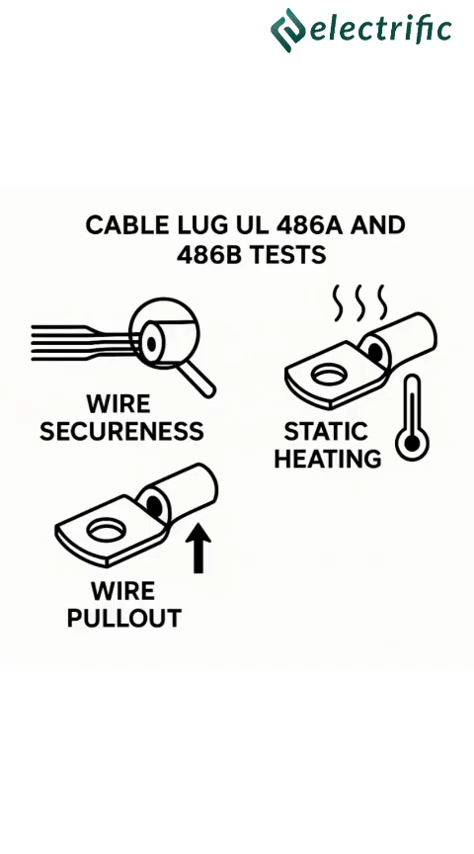 electrific
CABLE LUG UL 486A AND
486B TESTS
WIRE
SECURENESS
STATIC
HEATING
WIRE
PULLOUT